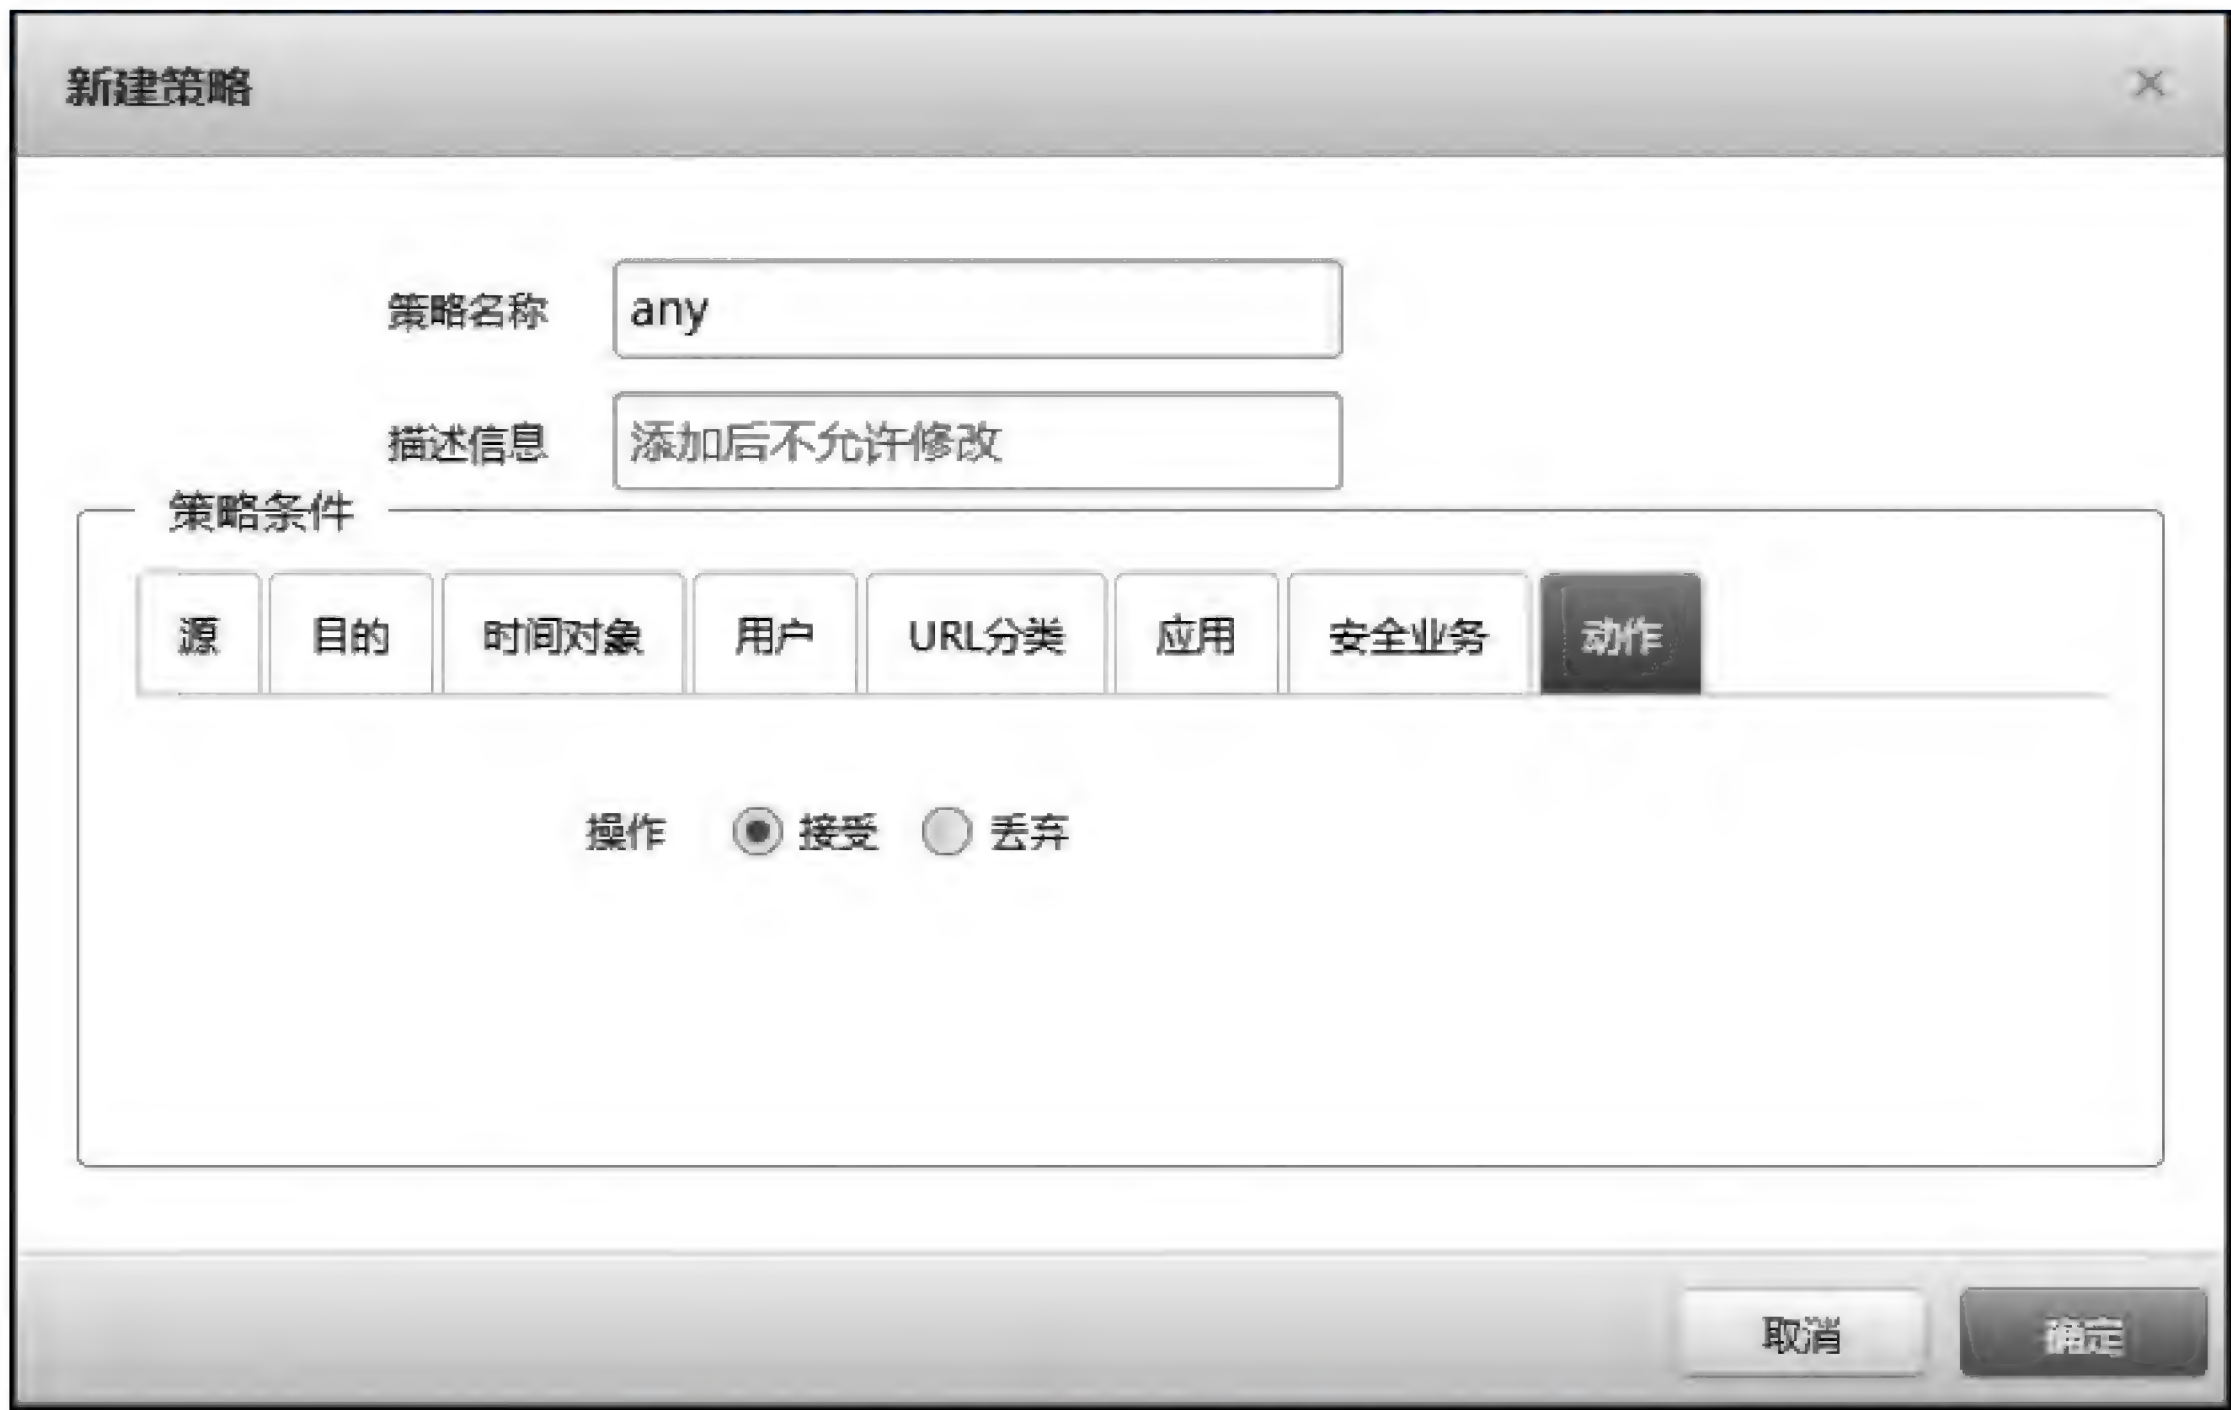 新建策略 ×
策略名称 any
描述信息 添加后不允许修改
策略条件
源 目的 时间对象 用户 URL分类 应用 安全业务 动作
操作 接受 丢弃
取消 确定